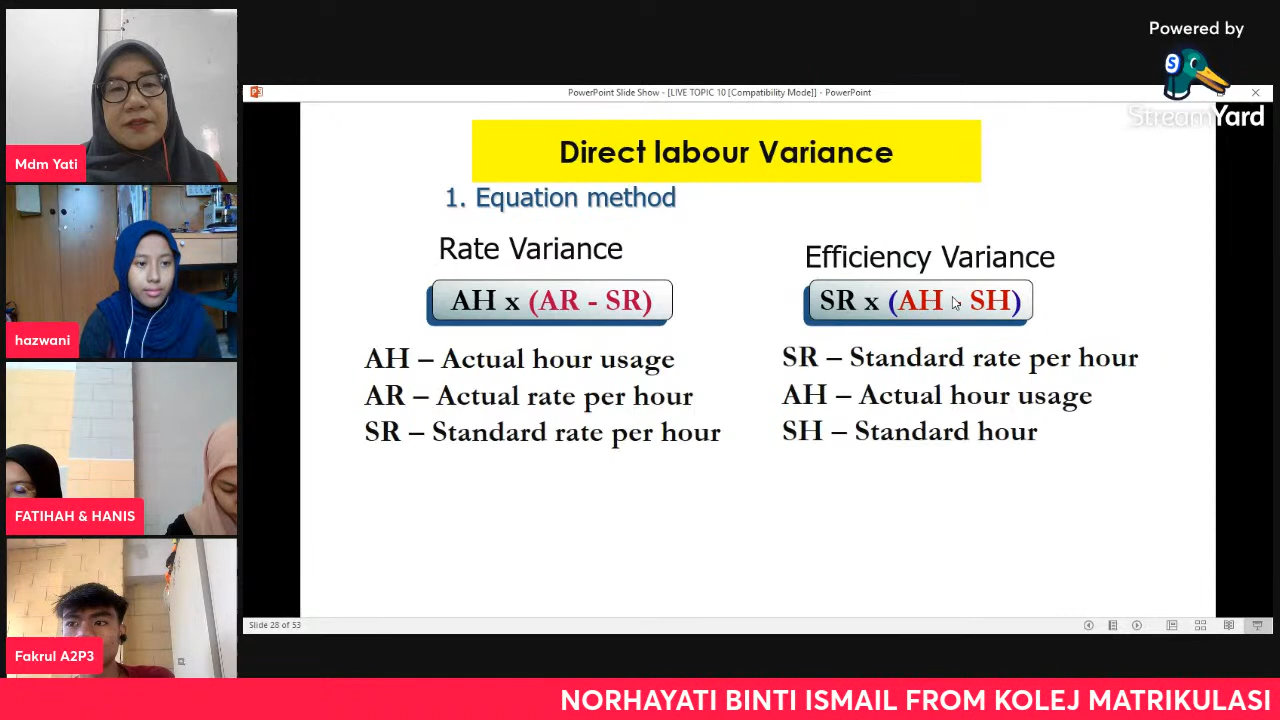 Powered by
StreamYard
Mdm Yati
hazwani
FATIHAH & HANIS
Fakrul A2P3
PowerPoint Slide Show - [LIVE TOPIC 10 [Compatibility Mode]] - PowerPoint
Direct labour Variance
1. Equation method
Rate Variance
AH x (AR - SR)
AH – Actual hour usage
AR – Actual rate per hour
SR – Standard rate per hour
Efficiency Variance
SR x (AH - SH)
SR – Standard rate per hour
AH – Actual hour usage
SH – Standard hour
Slide 28 of 53
NORHAYATI BINTI ISMAIL FROM KOLEJ MATRIKULASI